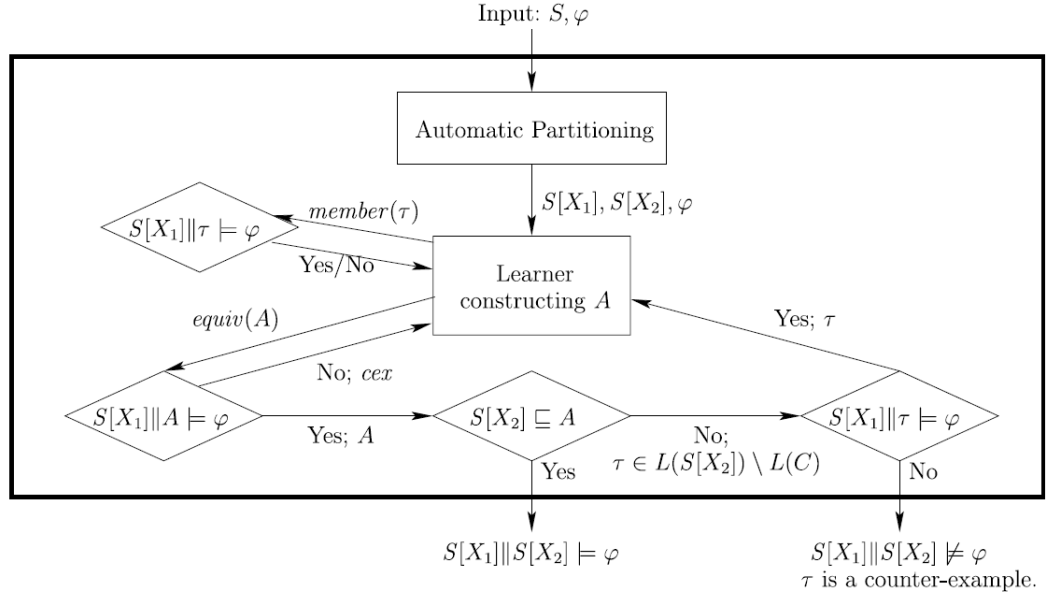 Input: S, φ
Automatic Partitioning
S[X₁], S[X₂], φ
member(τ)
S[X₁]‖τ ⊨ φ
Yes/No
Learner
constructing A
equiv(A)
Yes; τ
No; cex
S[X₁]‖A ⊨ φ
Yes; A
S[X₂] ⊑ A
No;
τ ∈ L(S[X₂]) \ L(C)
S[X₁]‖τ ⊨ φ
Yes
No
S[X₁]‖S[X₂] ⊨ φ
S[X₁]‖S[X₂] ⊭ φ
τ is a counter-example.